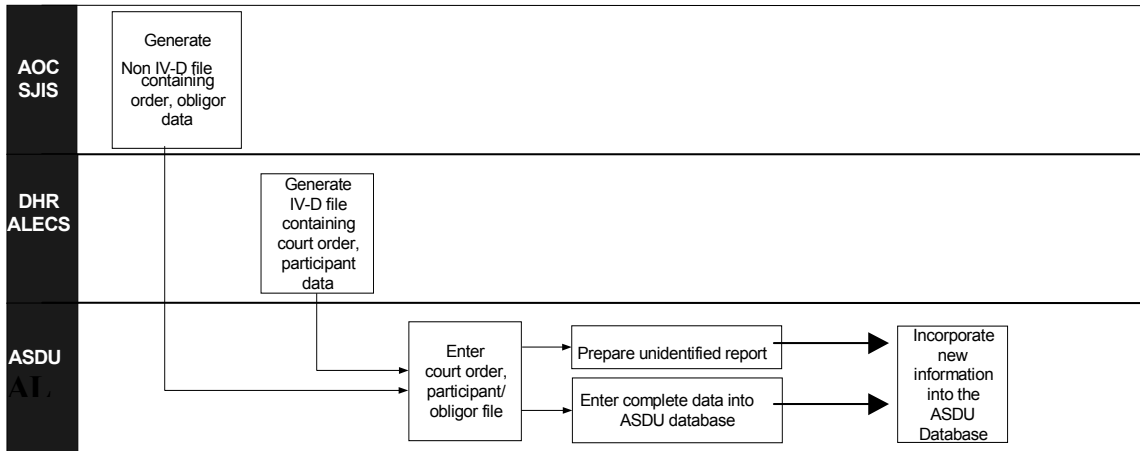 AOC
SJIS
Generate
Non IV-D file
containing
order, obligor
data
DHR
ALECS
Generate
IV-D file
containing
court order,
participant
data
ASDU
AL
Enter
court order,
participant/
obligor file
Prepare unidentified report
Enter complete data into
ASDU database
Incorporate
new
information
into the
ASDU
Database